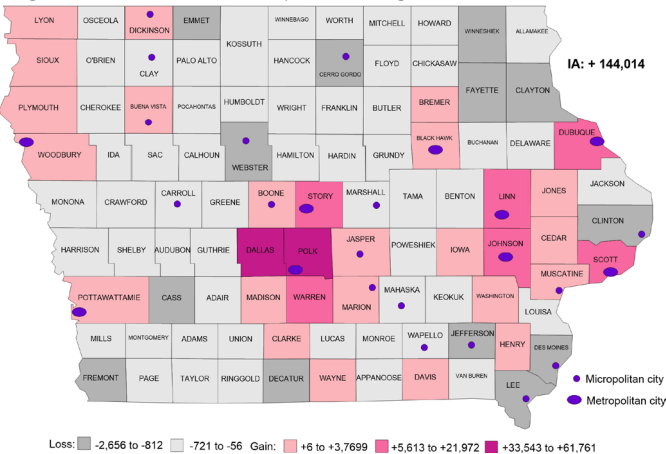 LYON OSCEOLA DICKINSON EMMET WINNEBAGO WORTH MITCHELL HOWARD WINNESHIEK ALLAMAKEE
KOSSUTH
SIOUX O'BRIEN CLAY PALO ALTO HANCOCK CERRO GORDO FLOYD CHICKASAW
IA: + 144,014
FAYETTE CLAYTON
PLYMOUTH CHEROKEE BUENA VISTA POCAHONTAS HUMBOLDT WRIGHT FRANKLIN BUTLER BREMER
WOODBURY IDA SAC CALHOUN WEBSTER HAMILTON HARDIN GRUNDY BLACK HAWK BUCHANAN DELAWARE DUBUQUE
MONONA CRAWFORD CARROLL GREENE BOONE STORY MARSHALL TAMA BENTON LINN JONES JACKSON
CLINTON
HARRISON SHELBY AUDUBON GUTHRIE DALLAS POLK JASPER POWESHIEK IOWA JOHNSON CEDAR SCOTT
MUSCATINE
POTTAWATTAMIE CASS ADAIR MADISON WARREN MARION MAHASKA KEOKUK WASHINGTON LOUISA
MILLS MONTGOMERY ADAMS UNION CLARKE LUCAS MONROE WAPELLO JEFFERSON HENRY DES MOINES
FREMONT PAGE TAYLOR RINGGOLD DECATUR WAYNE APPANOOSE DAVIS VAN BUREN LEE
Micropolitan city
Metropolitan city
Loss: -2,656 to -812 -721 to -56 Gain: +6 to +3,7699 +5,613 to +21,972 +33,543 to +61,761